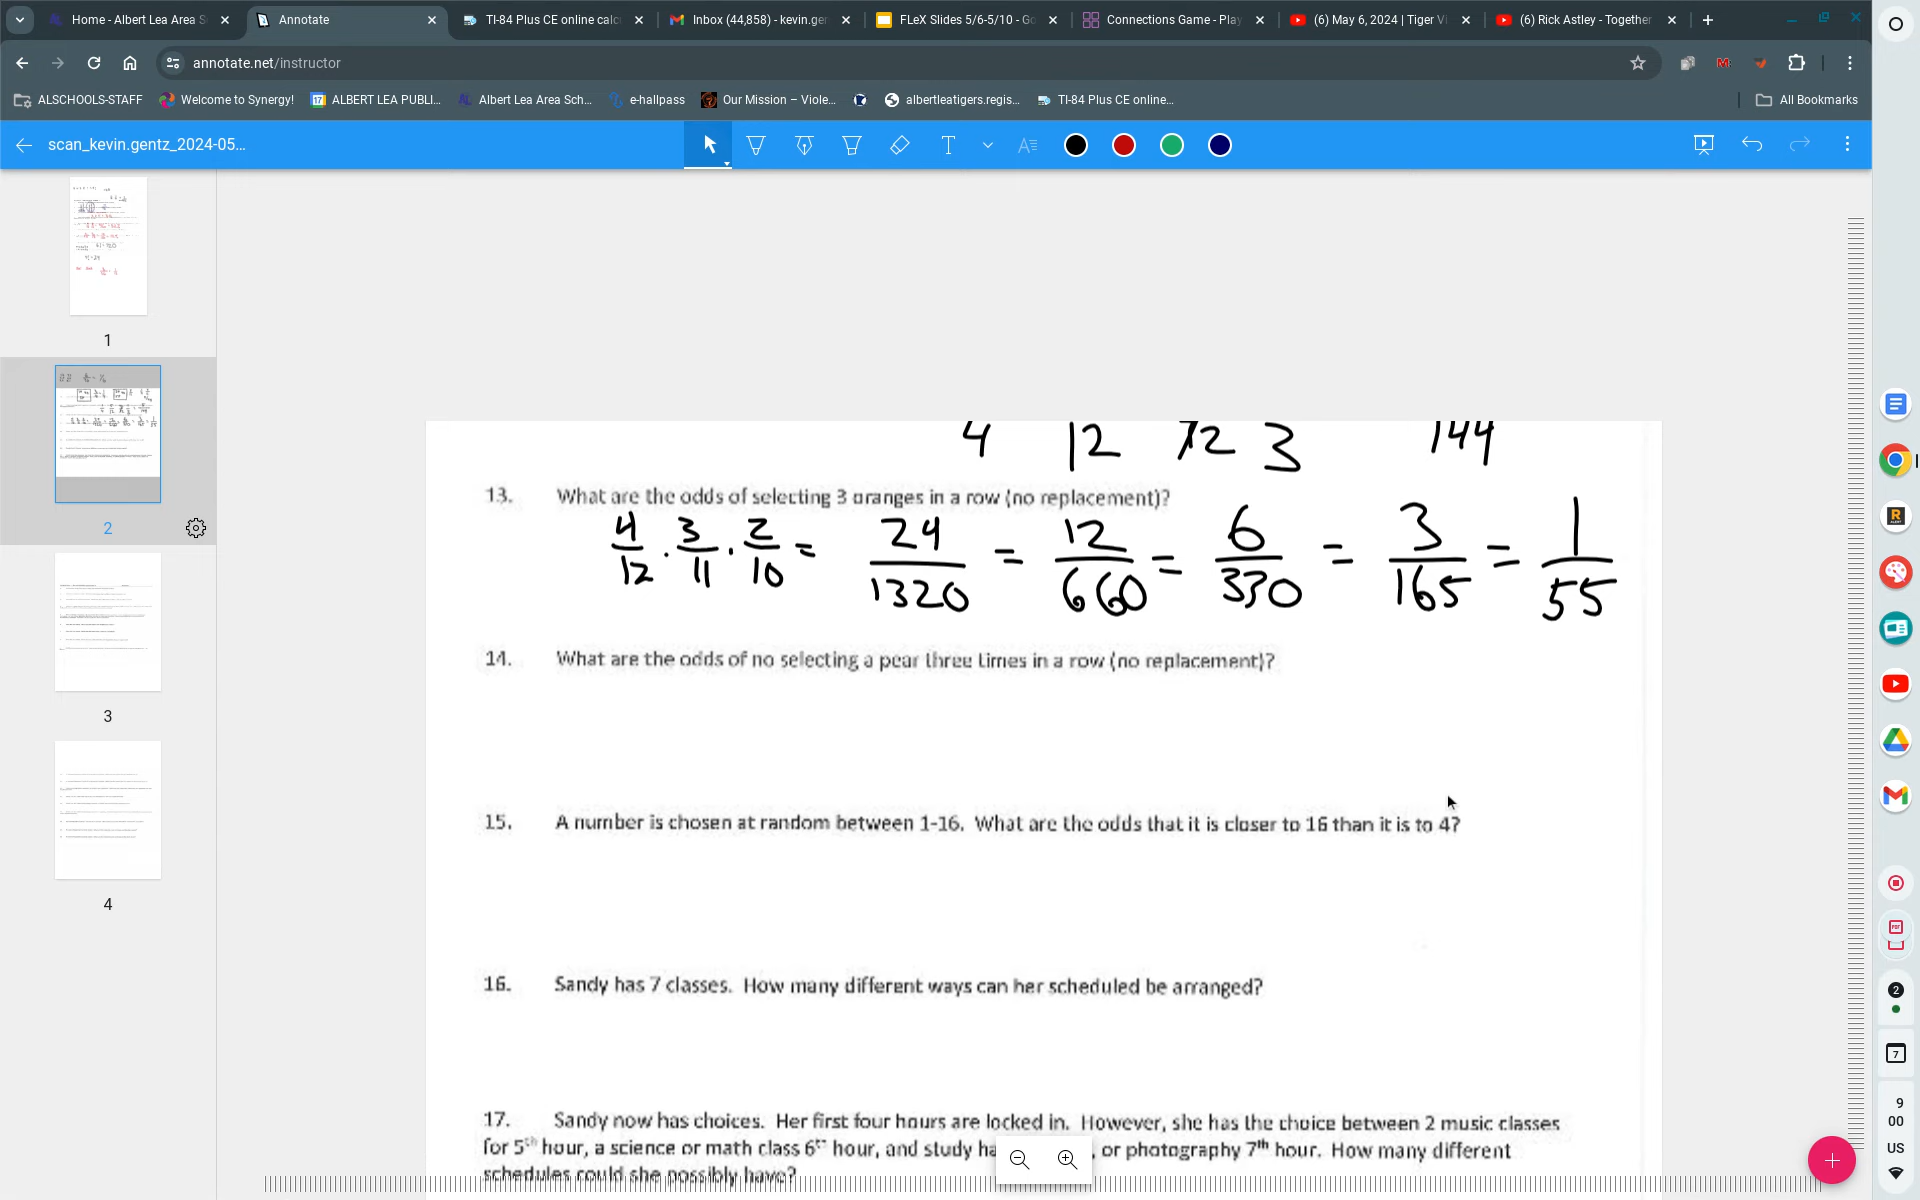 Home - Albert Lea Area S
Annotate
TI-84 Plus CE online calc
Inbox (44,858) - kevin.ger
FLeX Slides 5/6-5/10 - Go
Connections Game - Play
(6) May 6, 2024 | Tiger Vi
(6) Rick Astley - Together
annotate.net/instructor
ALSCHOOLS-STAFF
Welcome to Synergy!
17
ALBERT LEA PUBLI...
Albert Lea Area Sch...
e-hallpass
Our Mission – Viole...
albertleatigers.regis...
TI-84 Plus CE online...
All Bookmarks
scan_kevin.gentz_2024-05...
T
1
2
3
4
4 12 72 3 144
13. What are the odds of selecting 3 oranges in a row (no replacement)?
4/12 · 3/11 · 2/10 = 24/1320 = 12/660 = 6/330 = 3/165 = 1/55
14. What are the odds of no selecting a pear three times in a row (no replacement)?
15. A number is chosen at random between 1-16. What are the odds that it is closer to 16 than it is to 4?
16. Sandy has 7 classes. How many different ways can her scheduled be arranged?
17. Sandy now has choices. Her first four hours are locked in. However, she has the choice between 2 music classes
for 5th hour, a science or math class 6th hour, and study ha , or photography 7th hour. How many different
schedules could she possibly have?
2
7
9
00
US